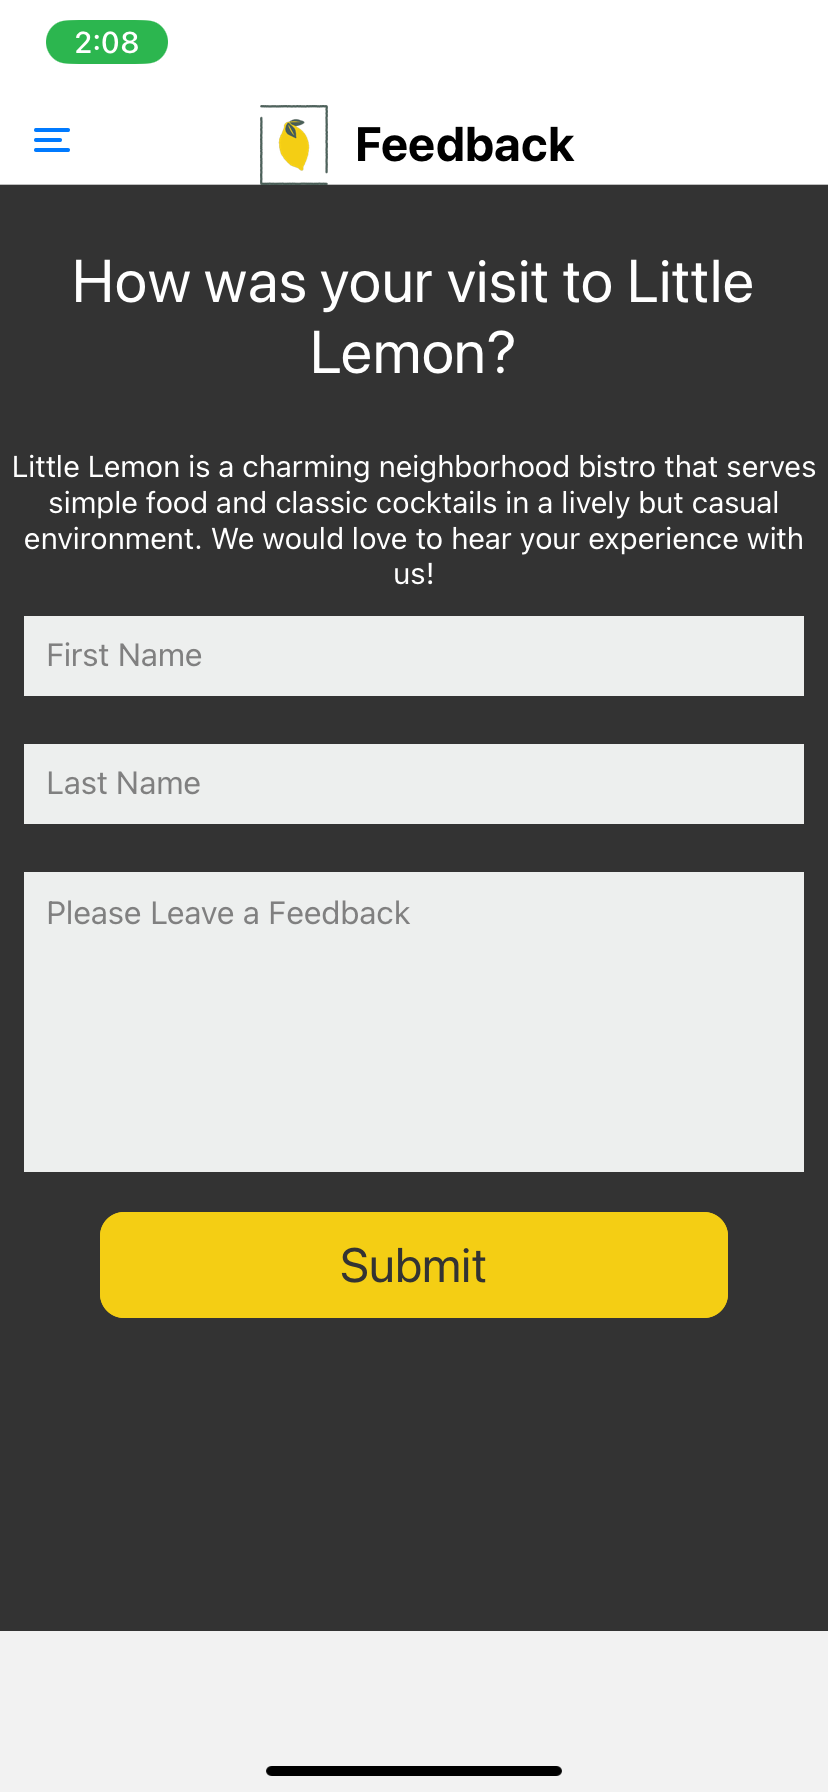 2:08
Feedback
How was your visit to Little
Lemon?
Little Lemon is a charming neighborhood bistro that serves
simple food and classic cocktails in a lively but casual
environment. We would love to hear your experience with
us!
First Name
Last Name
Please Leave a Feedback
Submit